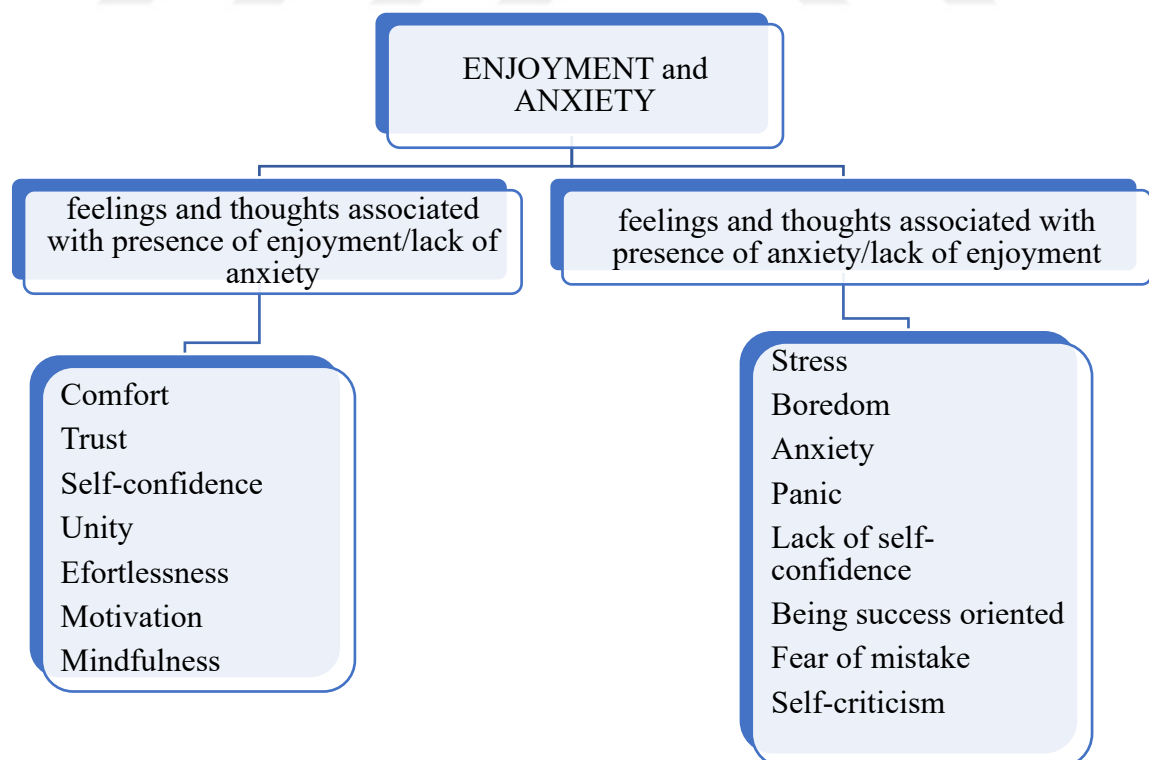 ENJOYMENT and
ANXIETY
feelings and thoughts associated
with presence of enjoyment/lack of
anxiety
feelings and thoughts associated with
presence of anxiety/lack of enjoyment
Comfort
Trust
Self-confidence
Unity
Efortlessness
Motivation
Mindfulness
Stress
Boredom
Anxiety
Panic
Lack of self-
confidence
Being success oriented
Fear of mistake
Self-criticism